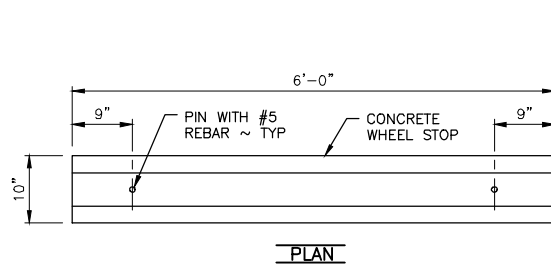 6'-0"
9"
9"
PIN WITH #5
REBAR ~ TYP
CONCRETE
WHEEL STOP
10"
PLAN